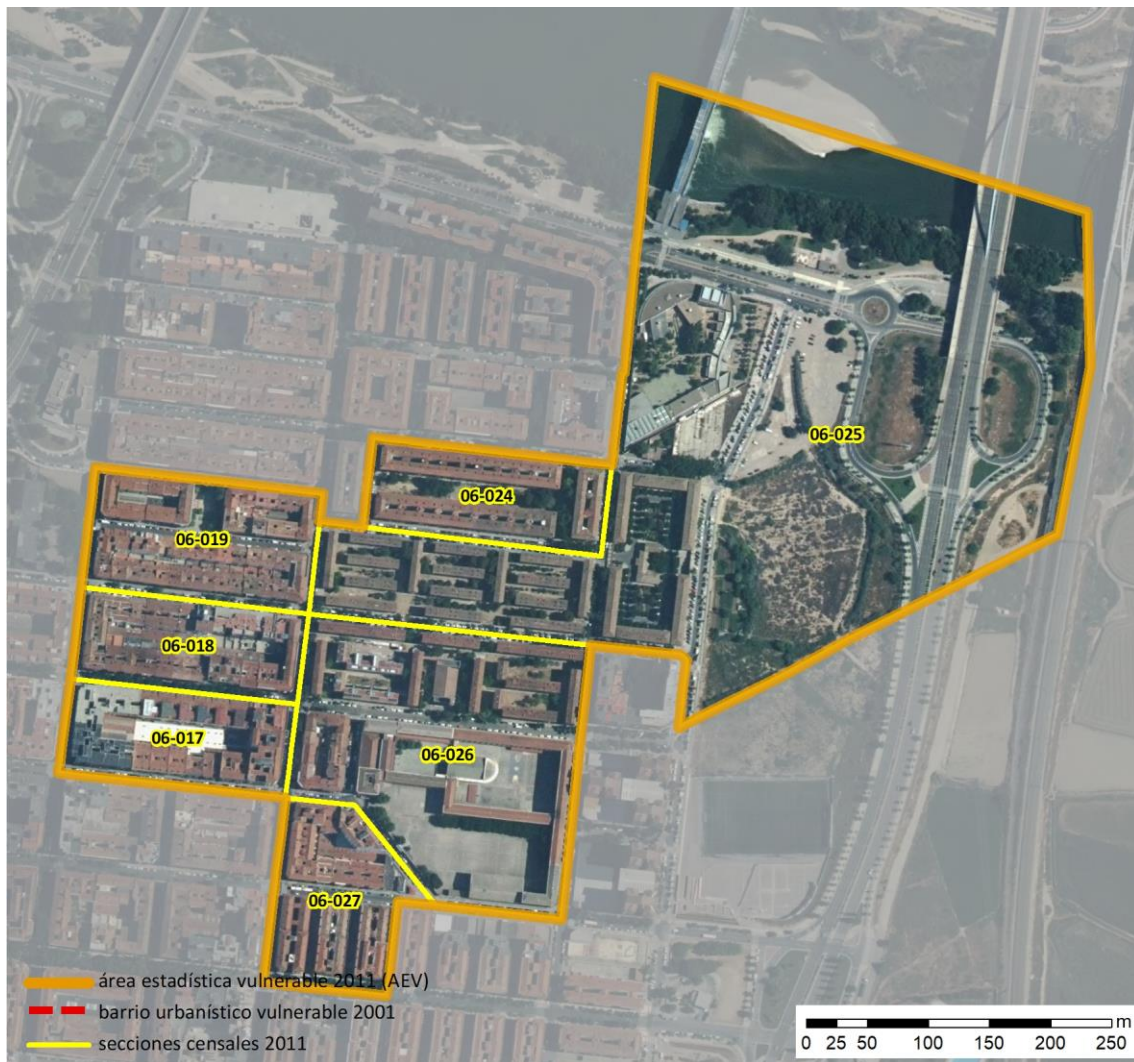 06-025
06-024
06-019
06-018
06-017
06-026
06-027
área estadística vulnerable 2011 (AEV)
barrio urbanístico vulnerable 2001
secciones censales 2011
m
0 25 50 100 150 200 250